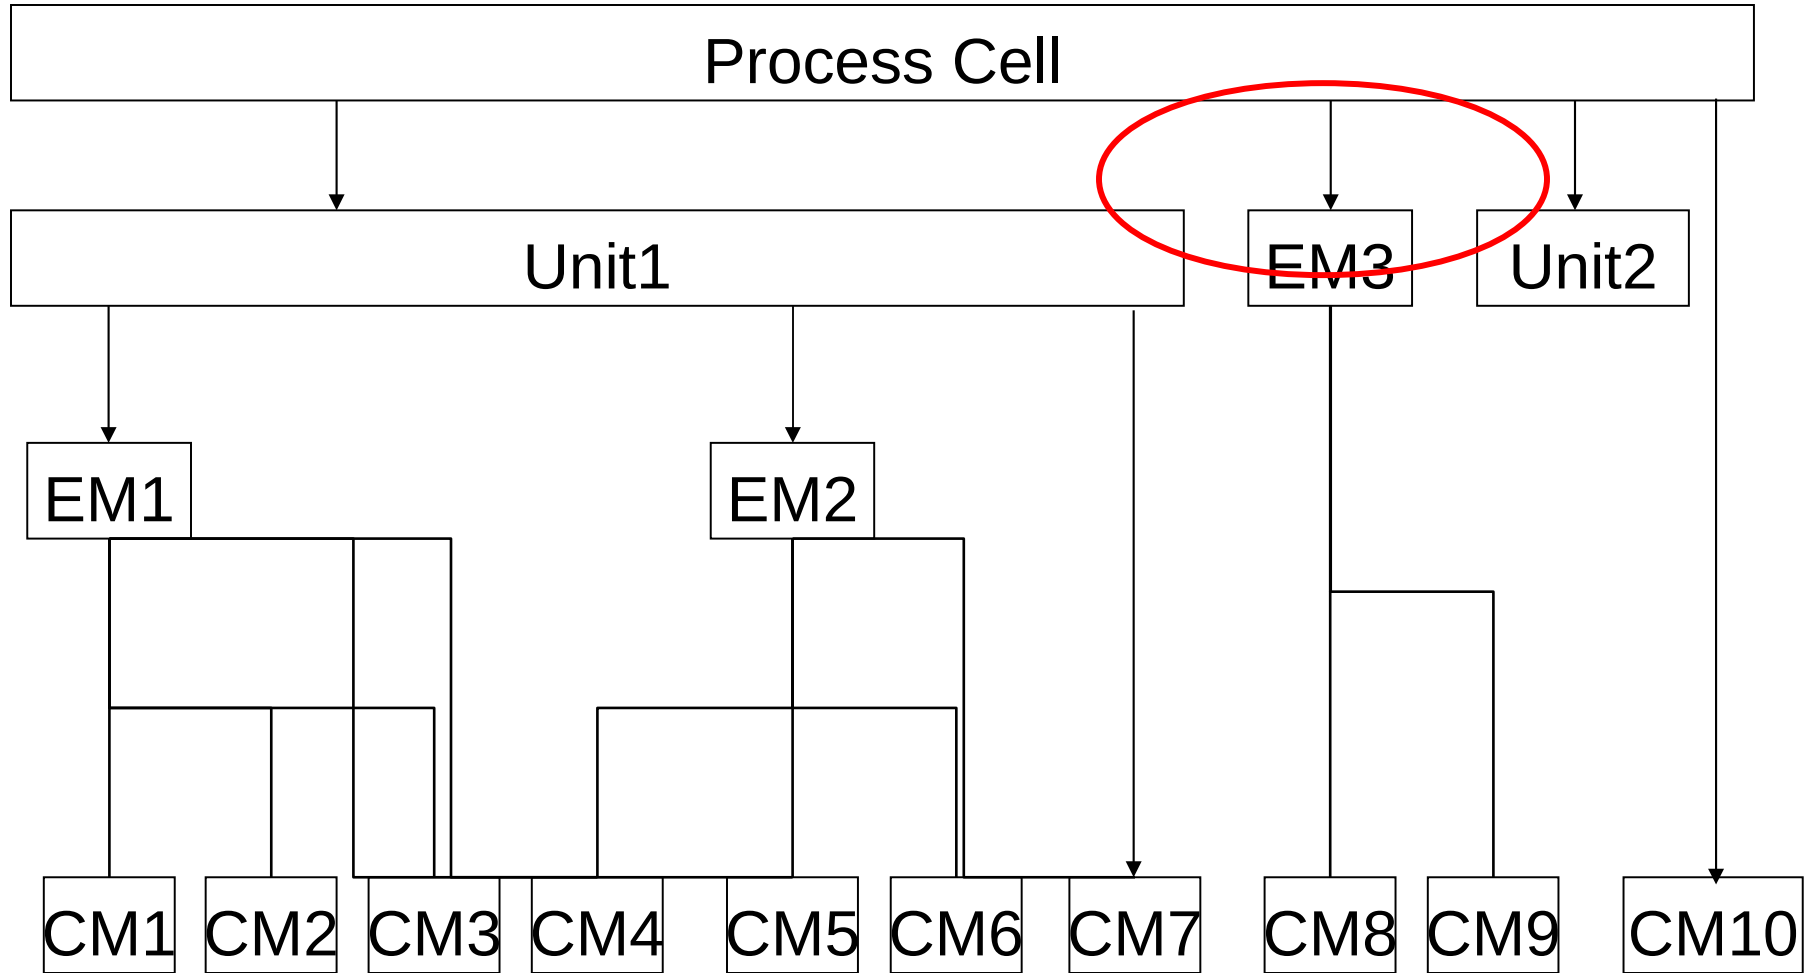 Process Cell
Unit1
EM3
Unit2
EM1
EM2
CM1
CM2
CM3
CM4
CM5
CM6
CM7
CM8
CM9
CM10